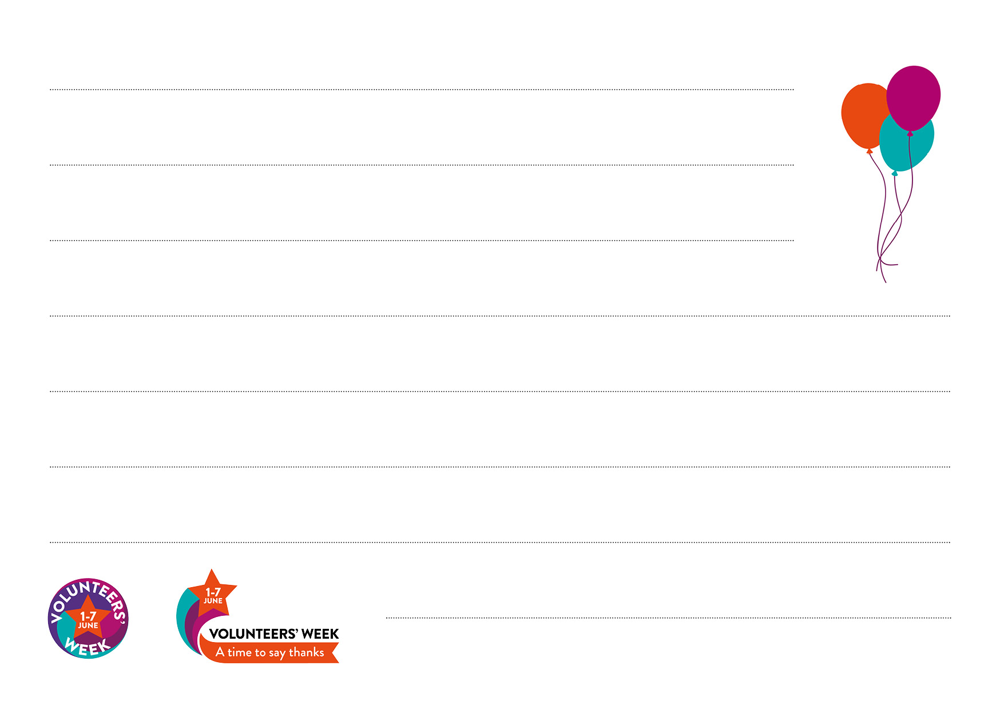 VOLUNTEERS'
1-7
JUNE
WEEK
1-7
JUNE
VOLUNTEERS' WEEK
A time to say thanks